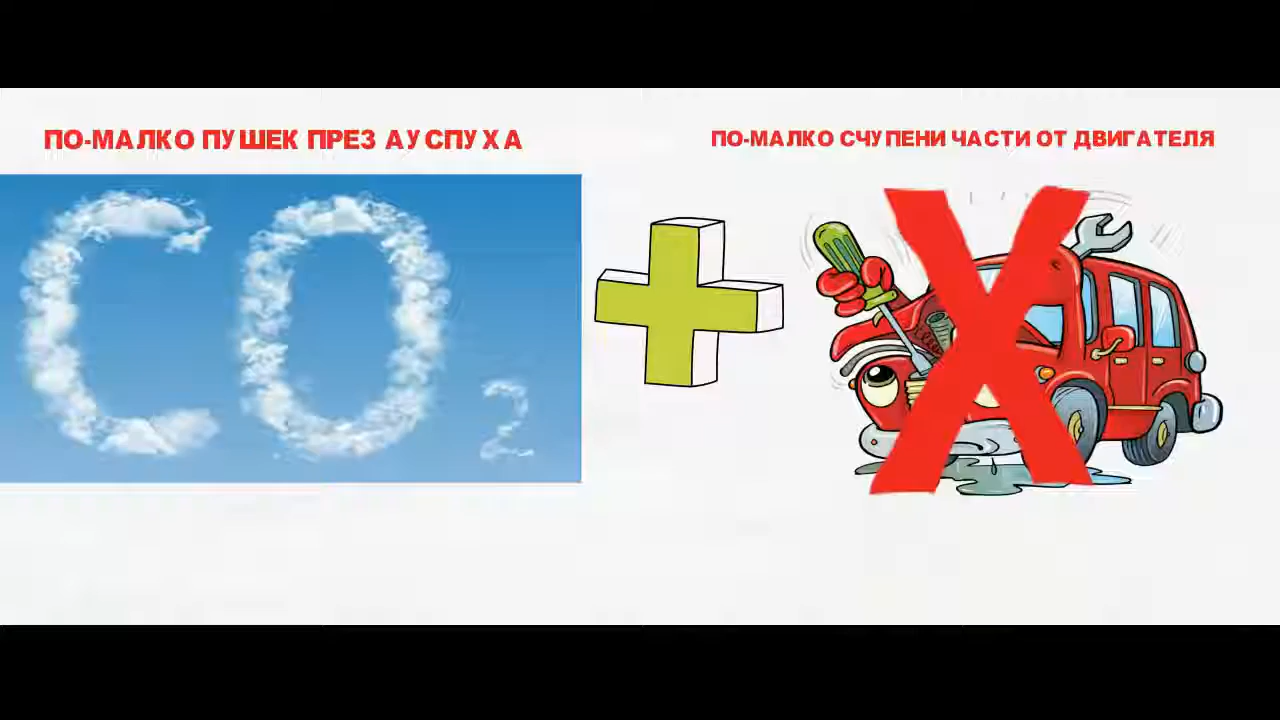 ПО-МАЛКО ПУШЕК ПРЕЗ АУСПУХА
ПО-МАЛКО СЧУПЕНИ ЧАСТИ ОТ ДВИГАТЕЛЯ
CO2